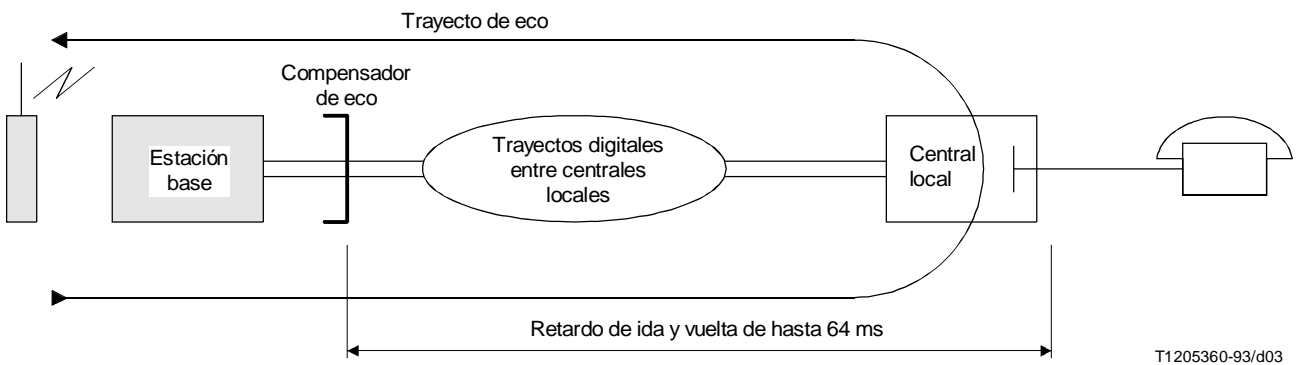 Trayecto de eco
Compensador
de eco
Estación
base
Trayectos digitales
entre centrales
locales
Central
local
Retardo de ida y vuelta de hasta 64 ms
T1205360-93/d03